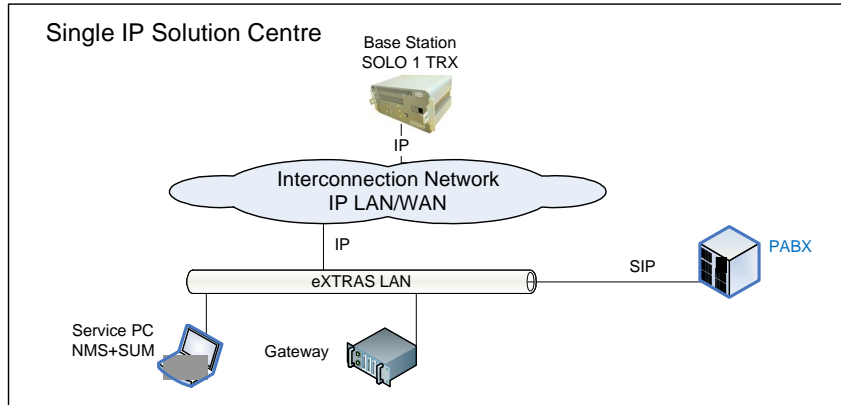 Single IP Solution Centre
Base Station
SOLO 1 TRX
IP
Interconnection Network
IP LAN/WAN
IP
eXTRAS LAN
SIP
PABX
Service PC
NMS+SUM
Gateway